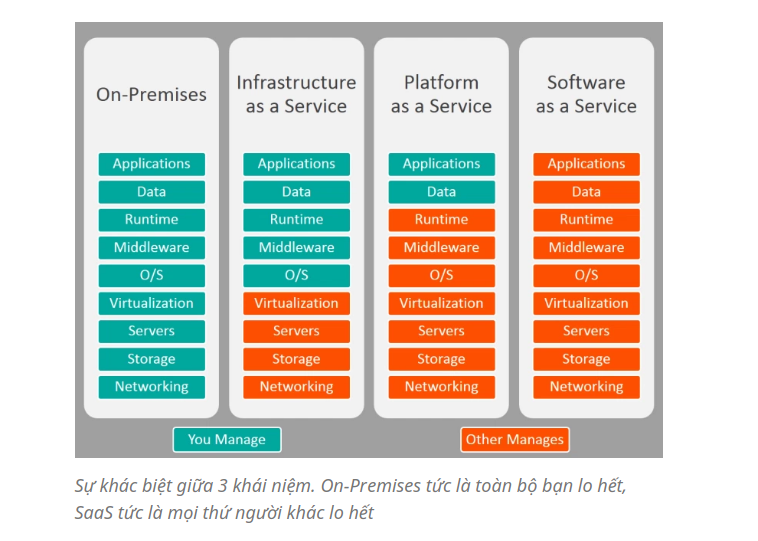 On-Premises
Infrastructure
as a Service
Platform
as a Service
Software
as a Service
Applications
Data
Runtime
Middleware
O/S
Virtualization
Servers
Storage
Networking
Applications
Data
Runtime
Middleware
O/S
Virtualization
Servers
Storage
Networking
Applications
Data
Runtime
Middleware
O/S
Virtualization
Servers
Storage
Networking
Applications
Data
Runtime
Middleware
O/S
Virtualization
Servers
Storage
Networking
You Manage
Other Manages
Sự khác biệt giữa 3 khái niệm. On-Premises tức là toàn bộ bạn lo hết,
SaaS tức là mọi thứ người khác lo hết